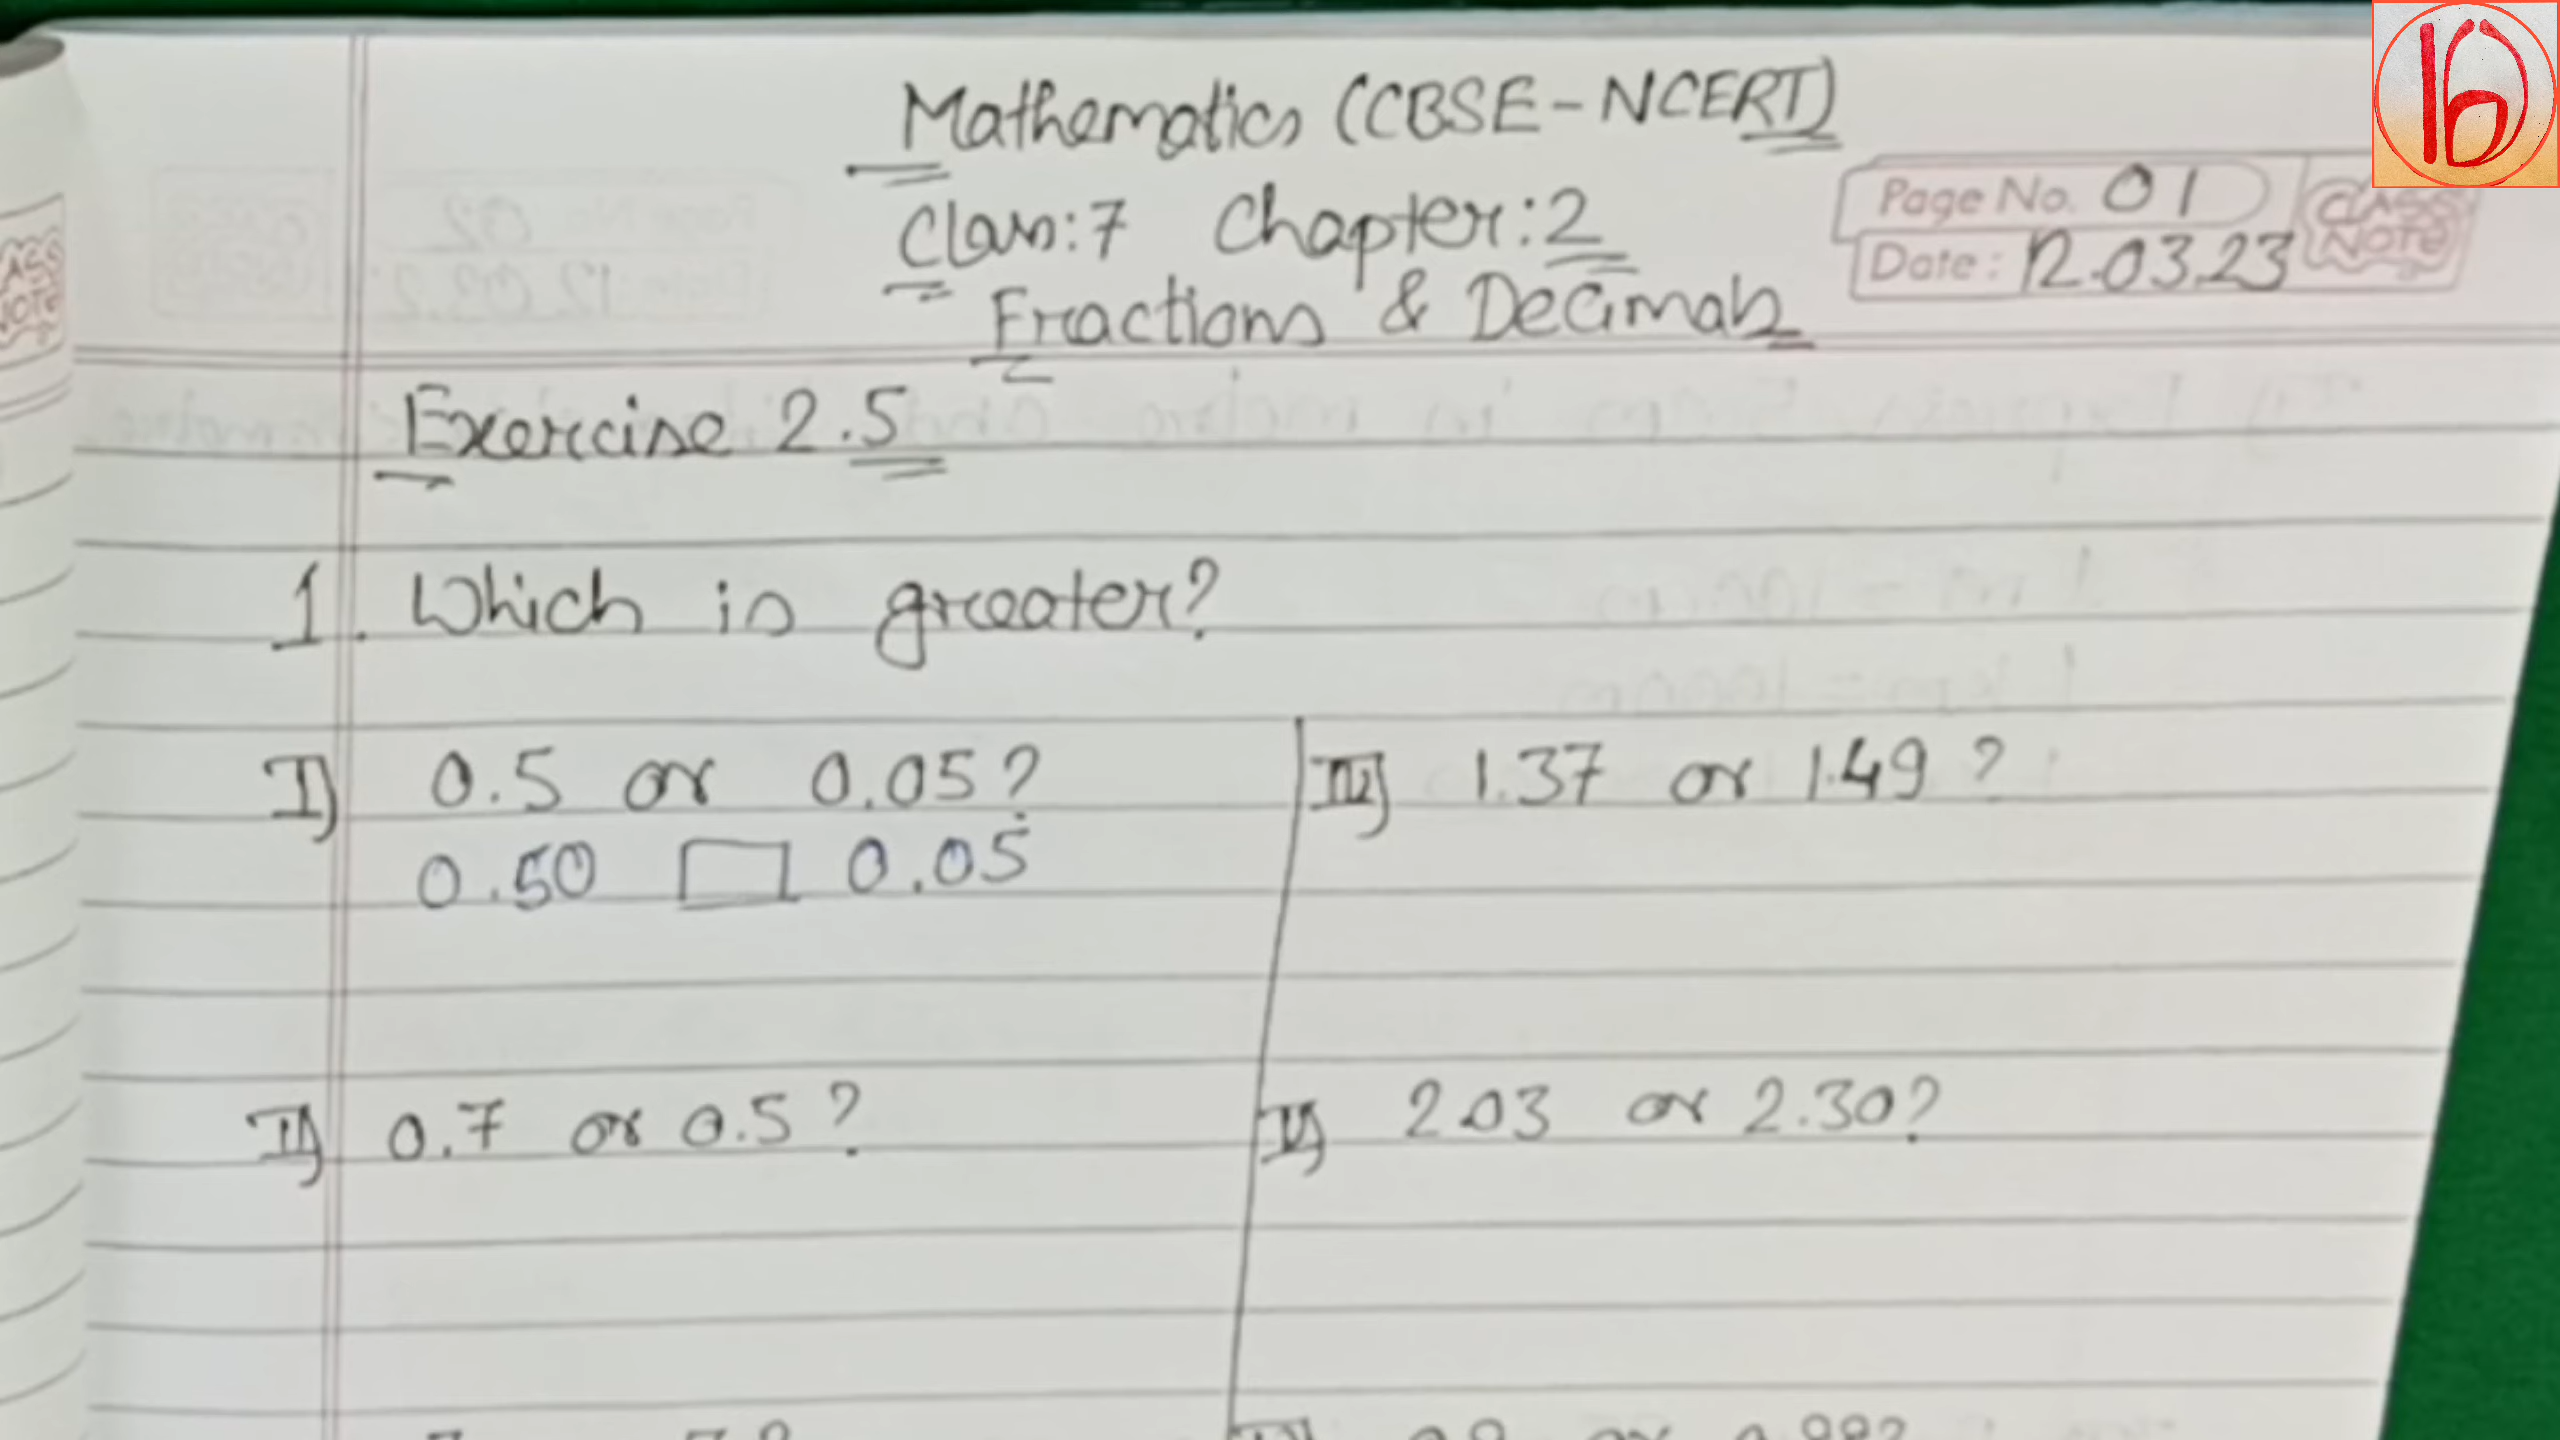 Mathematics (CBSE-NCERT)
Class: 7 Chapter: 2
Fractions & Decimals
Page No. 01
Date: 12.03.23
CLASS NOTE
Exercise 2.5
1. Which is greater?
I) 0.5 or 0.05?
0.50 □ 0.05
II) 0.7 or 0.5?
IV) 1.37 or 1.49?
V) 2.03 or 2.30?